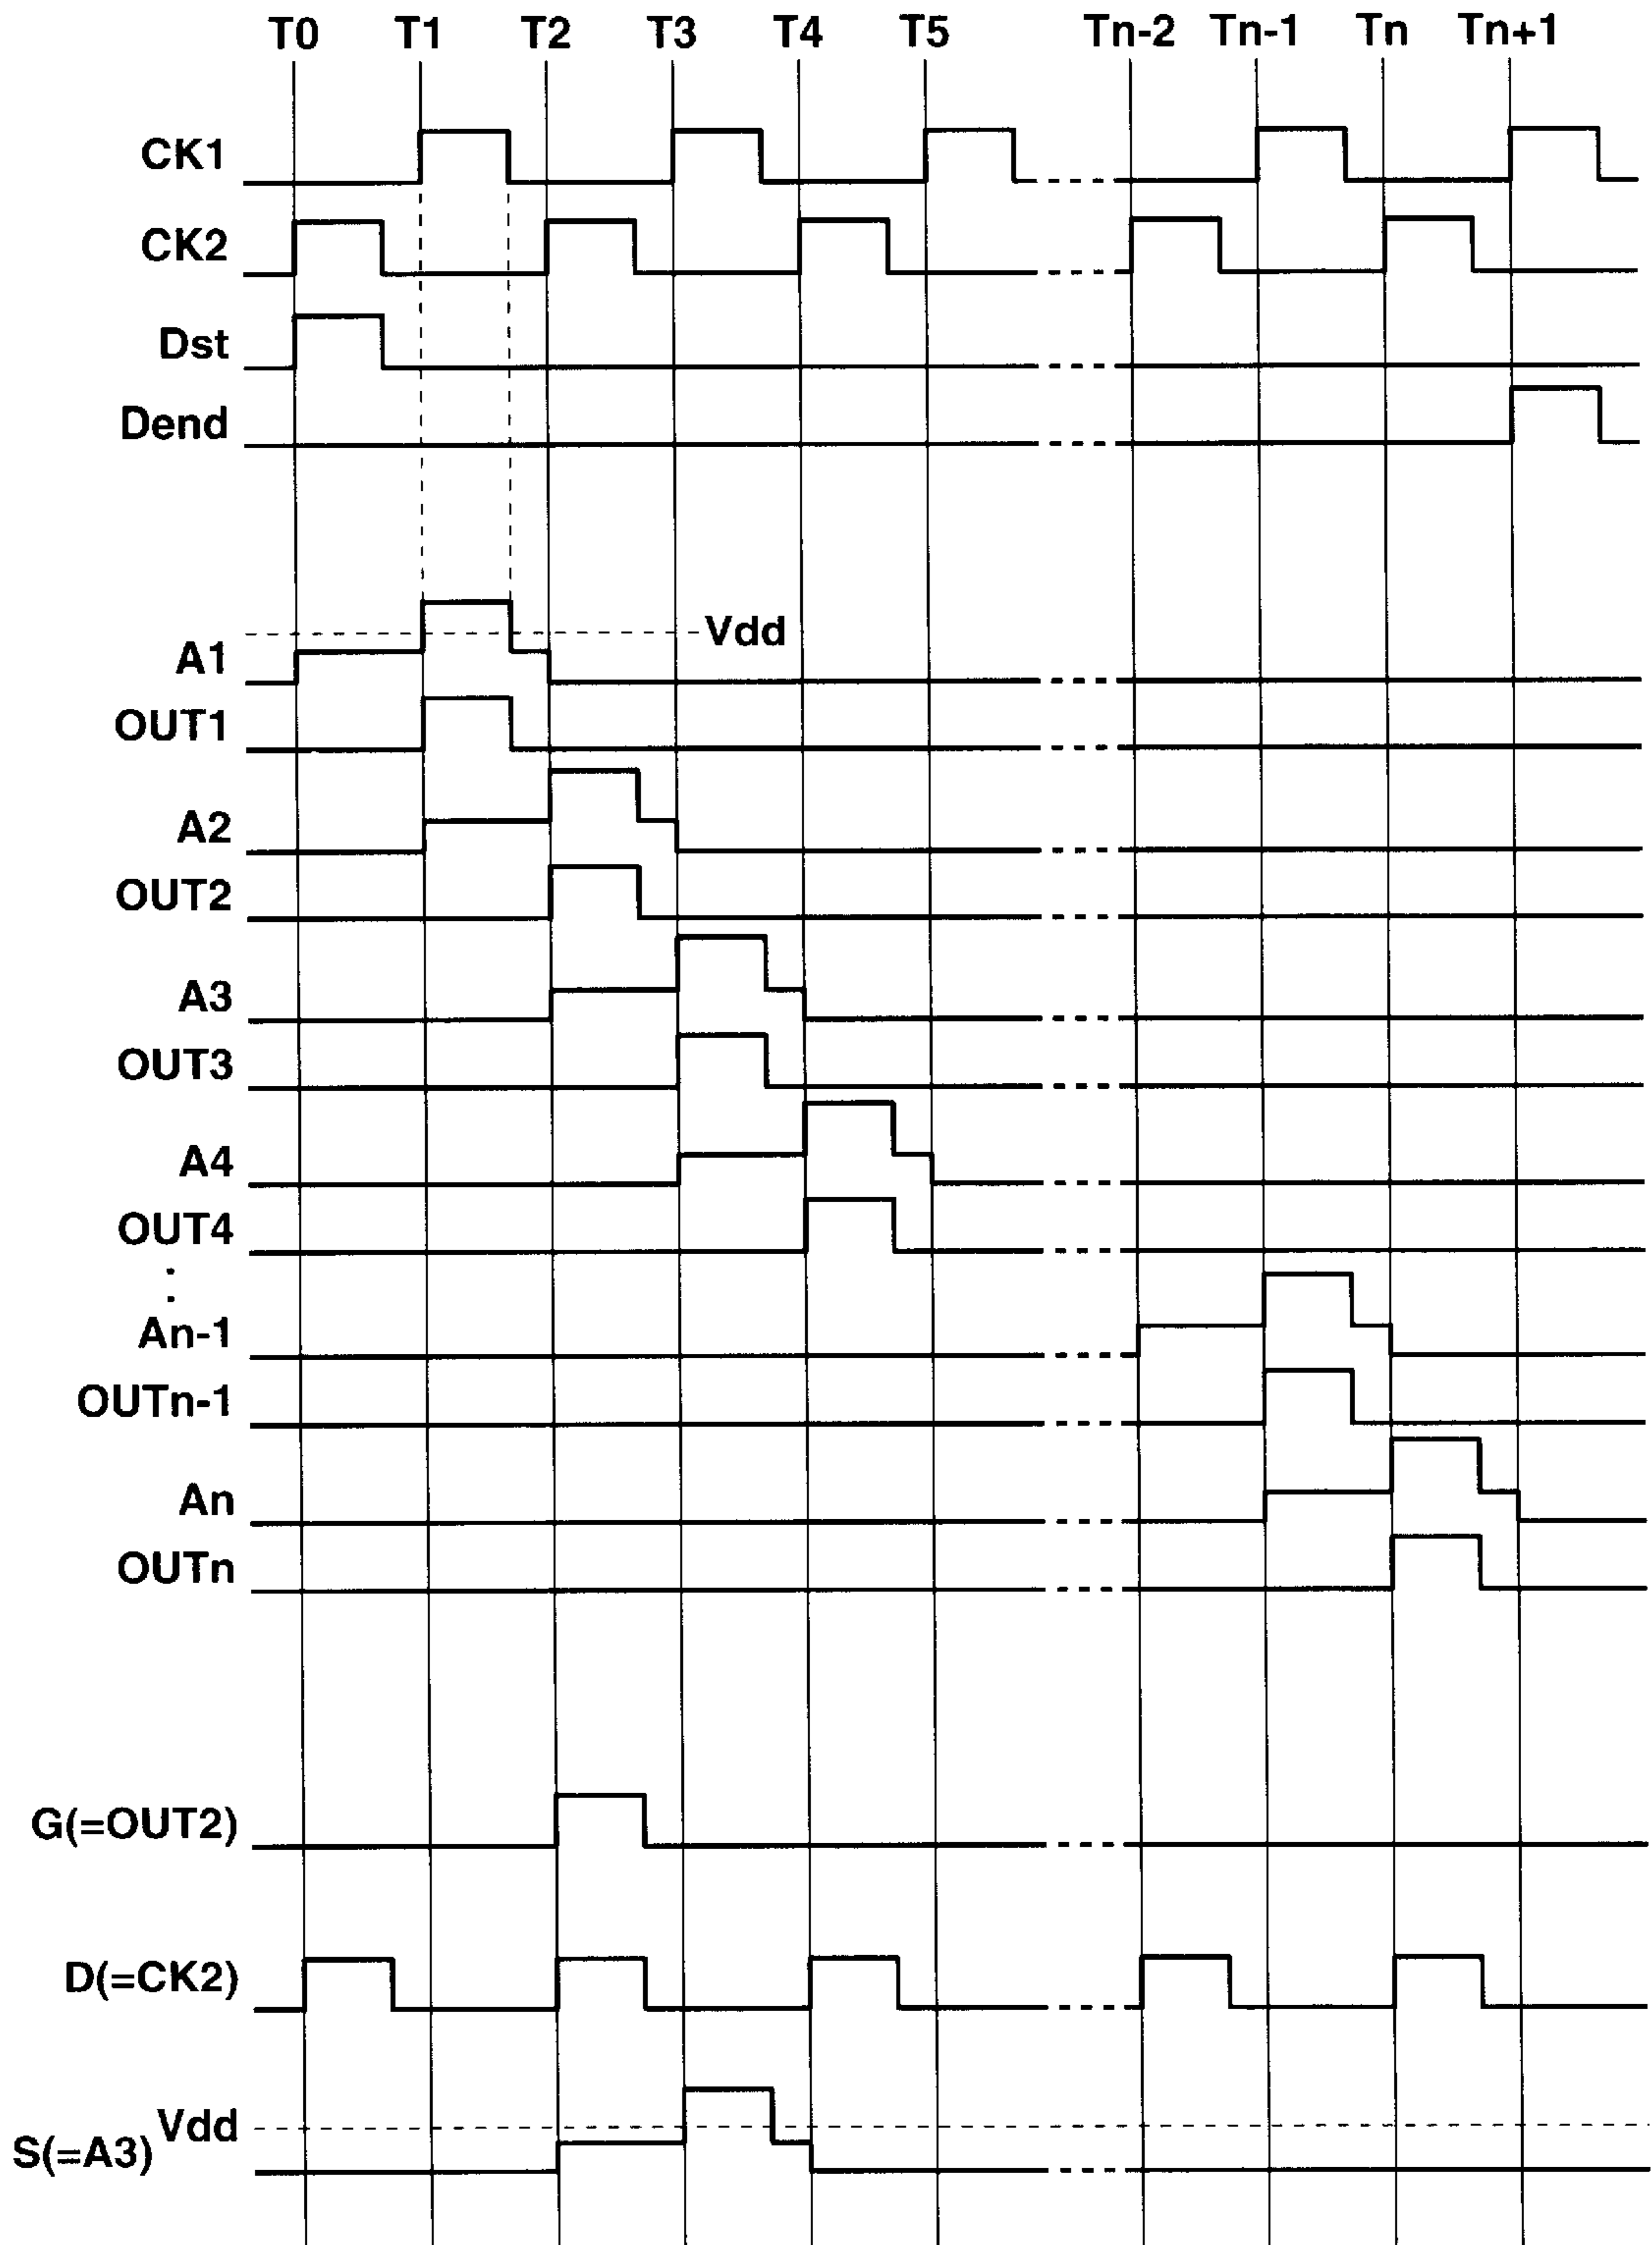 T0 T1 T2 T3 T4 T5 Tn-2 Tn-1 Tn Tn+1
CK1
CK2
Dst
Dend
Vdd
A1
OUT1
A2
OUT2
A3
OUT3
A4
OUT4
:
An-1
OUTn-1
An
OUTn
G(=OUT2)
D(=CK2)
Vdd
S(=A3)